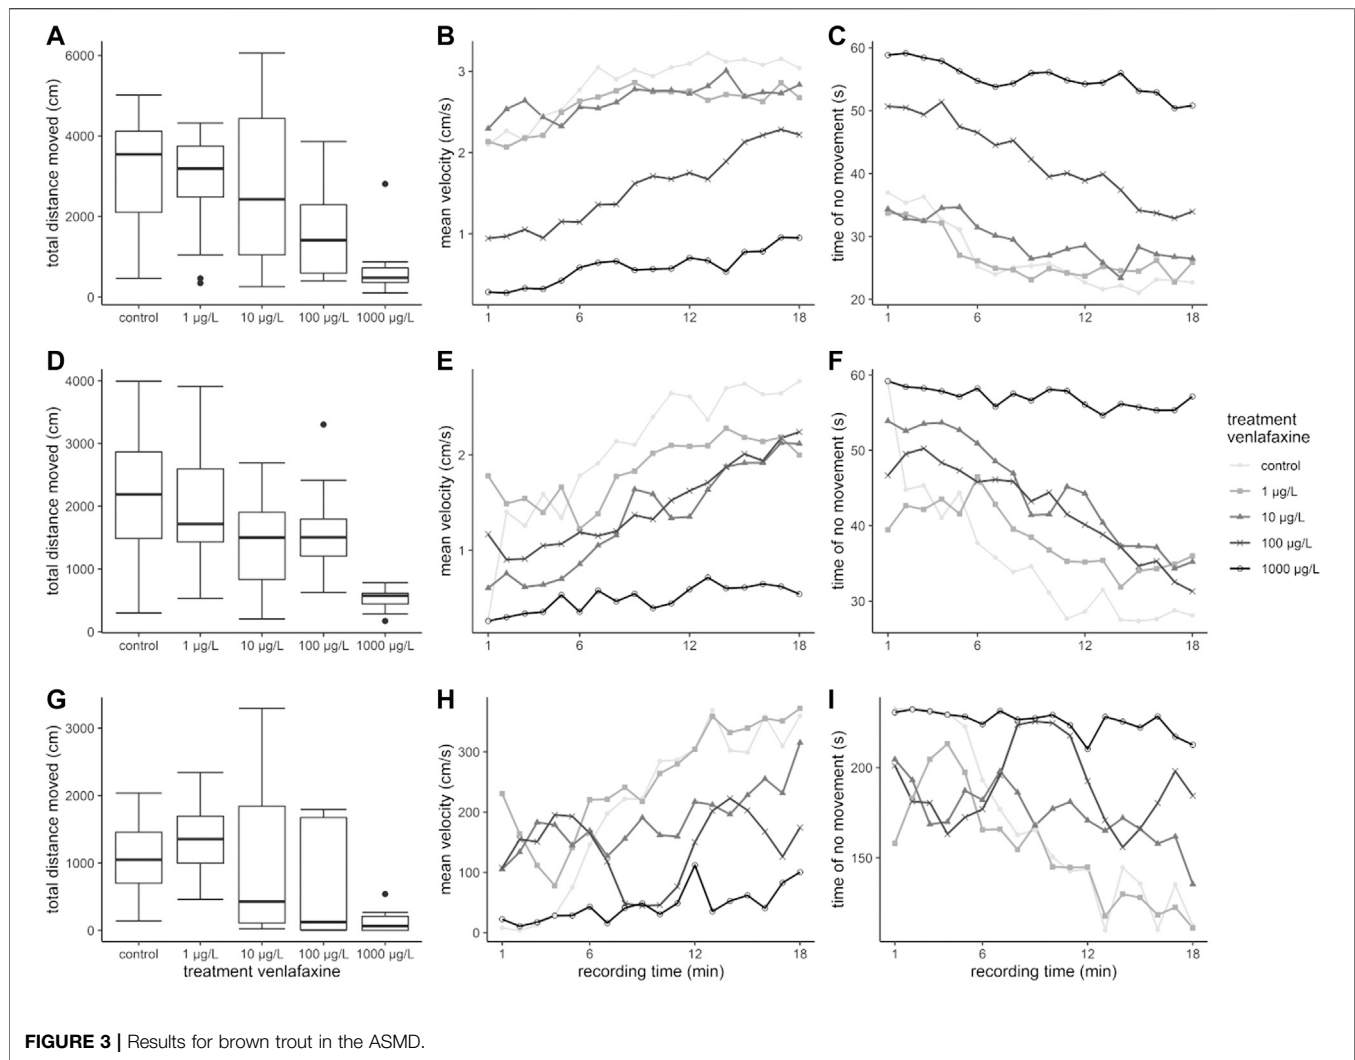 A
total distance moved (cm)
6000
4000
2000
0
control 1 µg/L 10 µg/L 100 µg/L 1000 µg/L
B
mean velocity (cm/s)
3
2
1
1 6 12 18
C
time of no movement (s)
60
50
40
30
20
1 6 12 18
D
total distance moved (cm)
4000
3000
2000
1000
0
control 1 µg/L 10 µg/L 100 µg/L 1000 µg/L
E
mean velocity (cm/s)
2
1
1 6 12 18
F
time of no movement (s)
60
50
40
30
1 6 12 18
treatment
venlafaxine
control
1 µg/L
10 µg/L
100 µg/L
1000 µg/L
G
total distance moved (cm)
3000
2000
1000
0
control 1 µg/L 10 µg/L 100 µg/L 1000 µg/L
treatment venlafaxine
H
mean velocity (cm/s)
300
200
100
0
1 6 12 18
recording time (min)
I
time of no movement (s)
200
150
1 6 12 18
recording time (min)
FIGURE 3 | Results for brown trout in the ASMD.